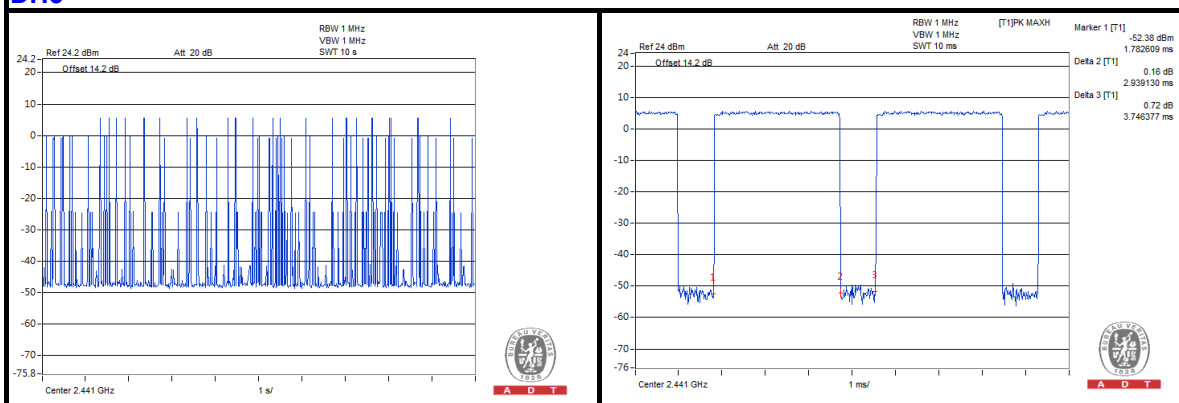 RBW 1 MHz
VBW 1 MHz
SWT 10 s
Ref 24.2 dBm
Att 20 dB
Offset 14.2 dB
24.2
20
10
0
-10
-20
-30
-40
-50
-60
-70
-75.8
Center 2.441 GHz
1 s/
BUREAU VERITAS
1828
A D T
RBW 1 MHz
VBW 1 MHz
SWT 10 ms
[T1]PK MAXH
Marker 1 [T1]
-52.38 dBm
1.782609 ms
Delta 2 [T1]
0.16 dB
2.939130 ms
Delta 3 [T1]
0.72 dB
3.746377 ms
Ref 24 dBm
Att 20 dB
Offset 14.2 dB
24
20
10
0
-10
-20
-30
-40
-50
-60
-70
-76
1
2
3
Center 2.441 GHz
1 ms/
BUREAU VERITAS
1828
A D T